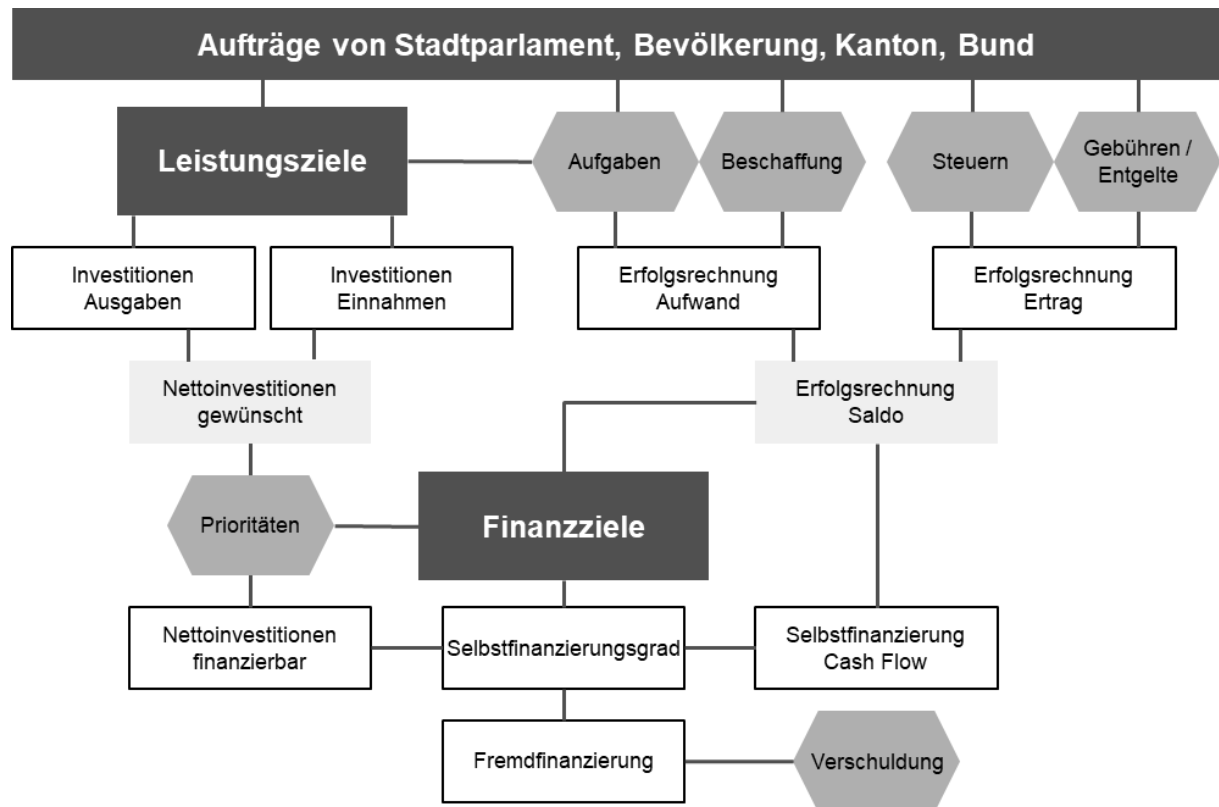 Aufträge von Stadtparlament, Bevölkerung, Kanton, Bund
Leistungsziele
Aufgaben
Beschaffung
Steuern
Gebühren /
Entgelte
Investitionen
Ausgaben
Investitionen
Einnahmen
Erfolgsrechnung
Aufwand
Erfolgsrechnung
Ertrag
Nettoinvestitionen
gewünscht
Erfolgsrechnung
Saldo
Prioritäten
Finanzziele
Nettoinvestitionen
finanzierbar
Selbstfinanzierungsgrad
Selbstfinanzierung
Cash Flow
Fremdfinanzierung
Verschuldung